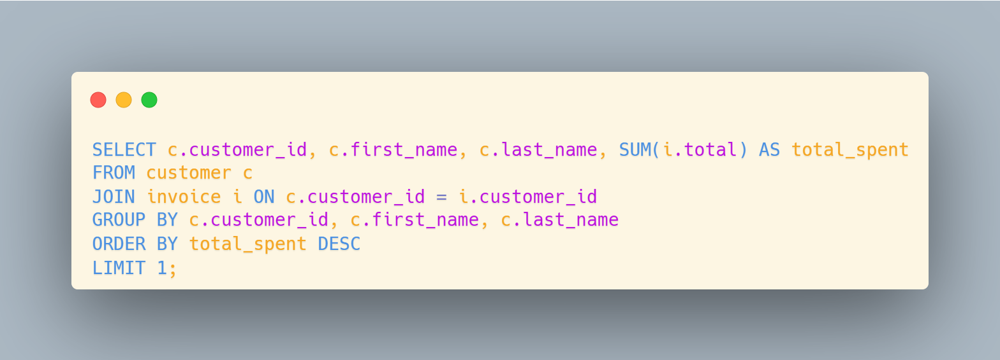 SELECT c.customer_id, c.first_name, c.last_name, SUM(i.total) AS total_spent
FROM customer c
JOIN invoice i ON c.customer_id = i.customer_id
GROUP BY c.customer_id, c.first_name, c.last_name
ORDER BY total_spent DESC
LIMIT 1;